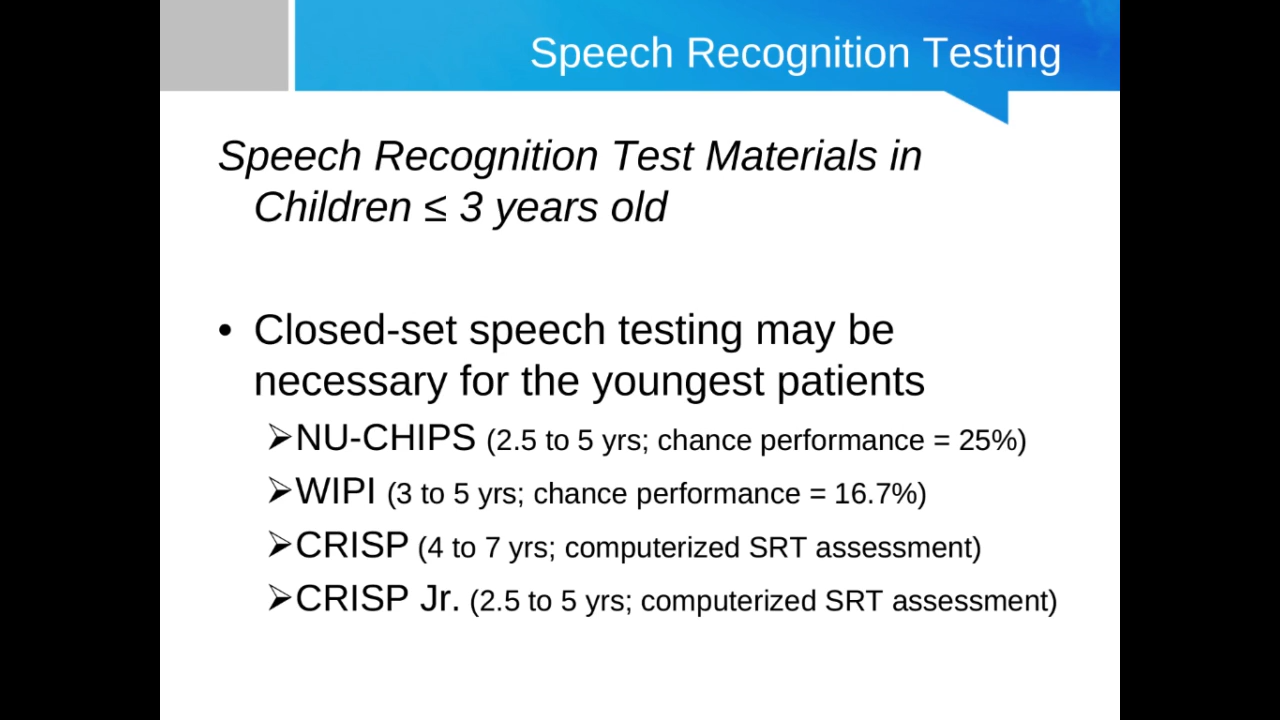 Speech Recognition Testing
Speech Recognition Test Materials in
Children ≤ 3 years old
• Closed-set speech testing may be
necessary for the youngest patients
➢NU-CHIPS (2.5 to 5 yrs; chance performance = 25%)
➢WIPI (3 to 5 yrs; chance performance = 16.7%)
➢CRISP (4 to 7 yrs; computerized SRT assessment)
➢CRISP Jr. (2.5 to 5 yrs; computerized SRT assessment)